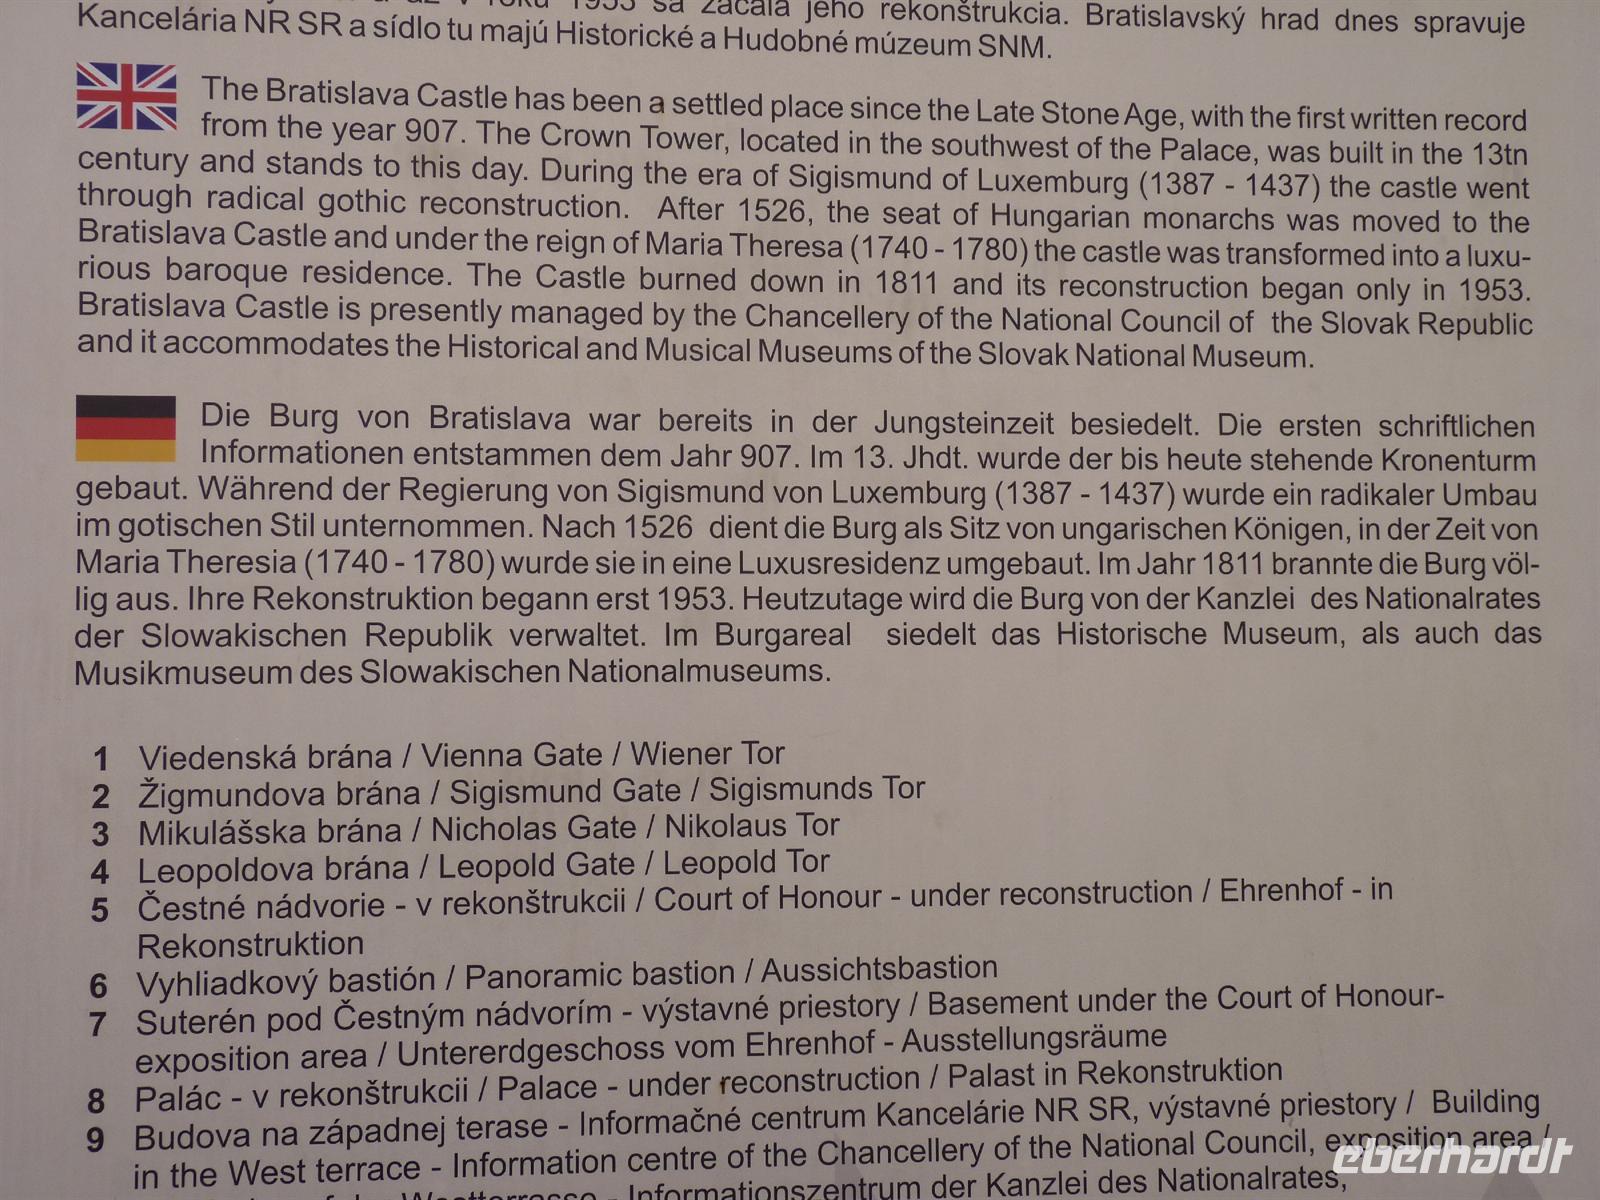 v roku 1953 sa začala jeho rekonštrukcia. Bratislavský hrad dnes spravuje
Kancelária NR SR a sídlo tu majú Historické a Hudobné múzeum SNM.
The Bratislava Castle has been a settled place since the Late Stone Age, with the first written record
from the year 907. The Crown Tower, located in the southwest of the Palace, was built in the 13tn
century and stands to this day. During the era of Sigismund of Luxemburg (1387 - 1437) the castle went
through radical gothic reconstruction. After 1526, the seat of Hungarian monarchs was moved to the
Bratislava Castle and under the reign of Maria Theresa (1740 - 1780) the castle was transformed into a luxu-
rious baroque residence. The Castle burned down in 1811 and its reconstruction began only in 1953.
Bratislava Castle is presently managed by the Chancellery of the National Council of the Slovak Republic
and it accommodates the Historical and Musical Museums of the Slovak National Museum.
Die Burg von Bratislava war bereits in der Jungsteinzeit besiedelt. Die ersten schriftlichen
Informationen entstammen dem Jahr 907. Im 13. Jhdt. wurde der bis heute stehende Kronenturm
gebaut. Während der Regierung von Sigismund von Luxemburg (1387 - 1437) wurde ein radikaler Umbau
im gotischen Stil unternommen. Nach 1526 dient die Burg als Sitz von ungarischen Königen, in der Zeit von
Maria Theresia (1740 - 1780) wurde sie in eine Luxusresidenz umgebaut. Im Jahr 1811 brannte die Burg völ-
lig aus. Ihre Rekonstruktion begann erst 1953. Heutzutage wird die Burg von der Kanzlei des Nationalrates
der Slowakischen Republik verwaltet. Im Burgareal siedelt das Historische Museum, als auch das
Musikmuseum des Slowakischen Nationalmuseums.
1 Viedenská brána / Vienna Gate / Wiener Tor
2 Žigmundova brána / Sigismund Gate / Sigismunds Tor
3 Mikulášska brána / Nicholas Gate / Nikolaus Tor
4 Leopoldova brána / Leopold Gate / Leopold Tor
5 Čestné nádvorie - v rekonštrukcii / Court of Honour - under reconstruction / Ehrenhof - in
Rekonstruktion
6 Vyhliadkový bastión / Panoramic bastion / Aussichtsbastion
7 Suterén pod Čestným nádvorím - výstavné priestory / Basement under the Court of Honour-
exposition area / Untererdgeschoss vom Ehrenhof - Ausstellungsräume
8 Palác - v rekonštrukcii / Palace - under reconstruction / Palast in Rekonstruktion
9 Budova na západnej terase - Informačné centrum Kancelárie NR SR, výstavné priestory / Building
in the West terrace - Information centre of the Chancellery of the National Council, exposition area /
Westterrasse - Informationszentrum der Kanzlei des Nationalrates,
eberhardt